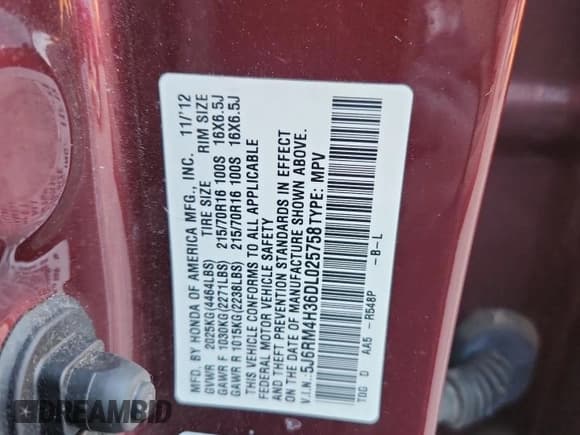 MFD. BY HONDA OF AMERICA MFG., INC. 11/'12
GVWR 2025KG(4464LBS) TIRE SIZE RIM SIZE
GAWR F 1030KG(2271LBS) 215/70R16 100S 16X6.5J
GAWR R 1015KG(2238LBS) 215/70R16 100S 16X6.5J
THIS VEHICLE CONFORMS TO ALL APPLICABLE
FEDERAL MOTOR VEHICLE SAFETY
AND THEFT PREVENTION STANDARDS IN EFFECT
ON THE DATE OF MANUFACTURE SHOWN ABOVE.
V.I.N.: 5J6RM4H36DL025758 TYPE: MPV
TOG D AA5 -R548P -B-L
DREAMBID